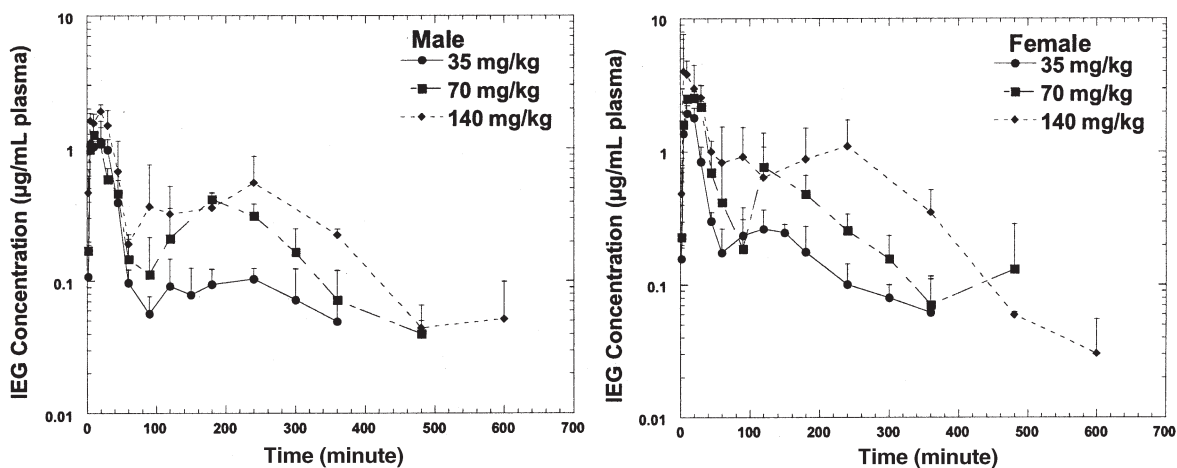 Male
35 mg/kg
70 mg/kg
140 mg/kg
IEG Concentration (µg/mL plasma)
10
1
0.1
0.01
0 100 200 300 400 500 600 700
Time (minute)
Female
35 mg/kg
70 mg/kg
140 mg/kg
IEG Concentration (µg/mL plasma)
10
1
0.1
0.01
0 100 200 300 400 500 600 700
Time (minute)